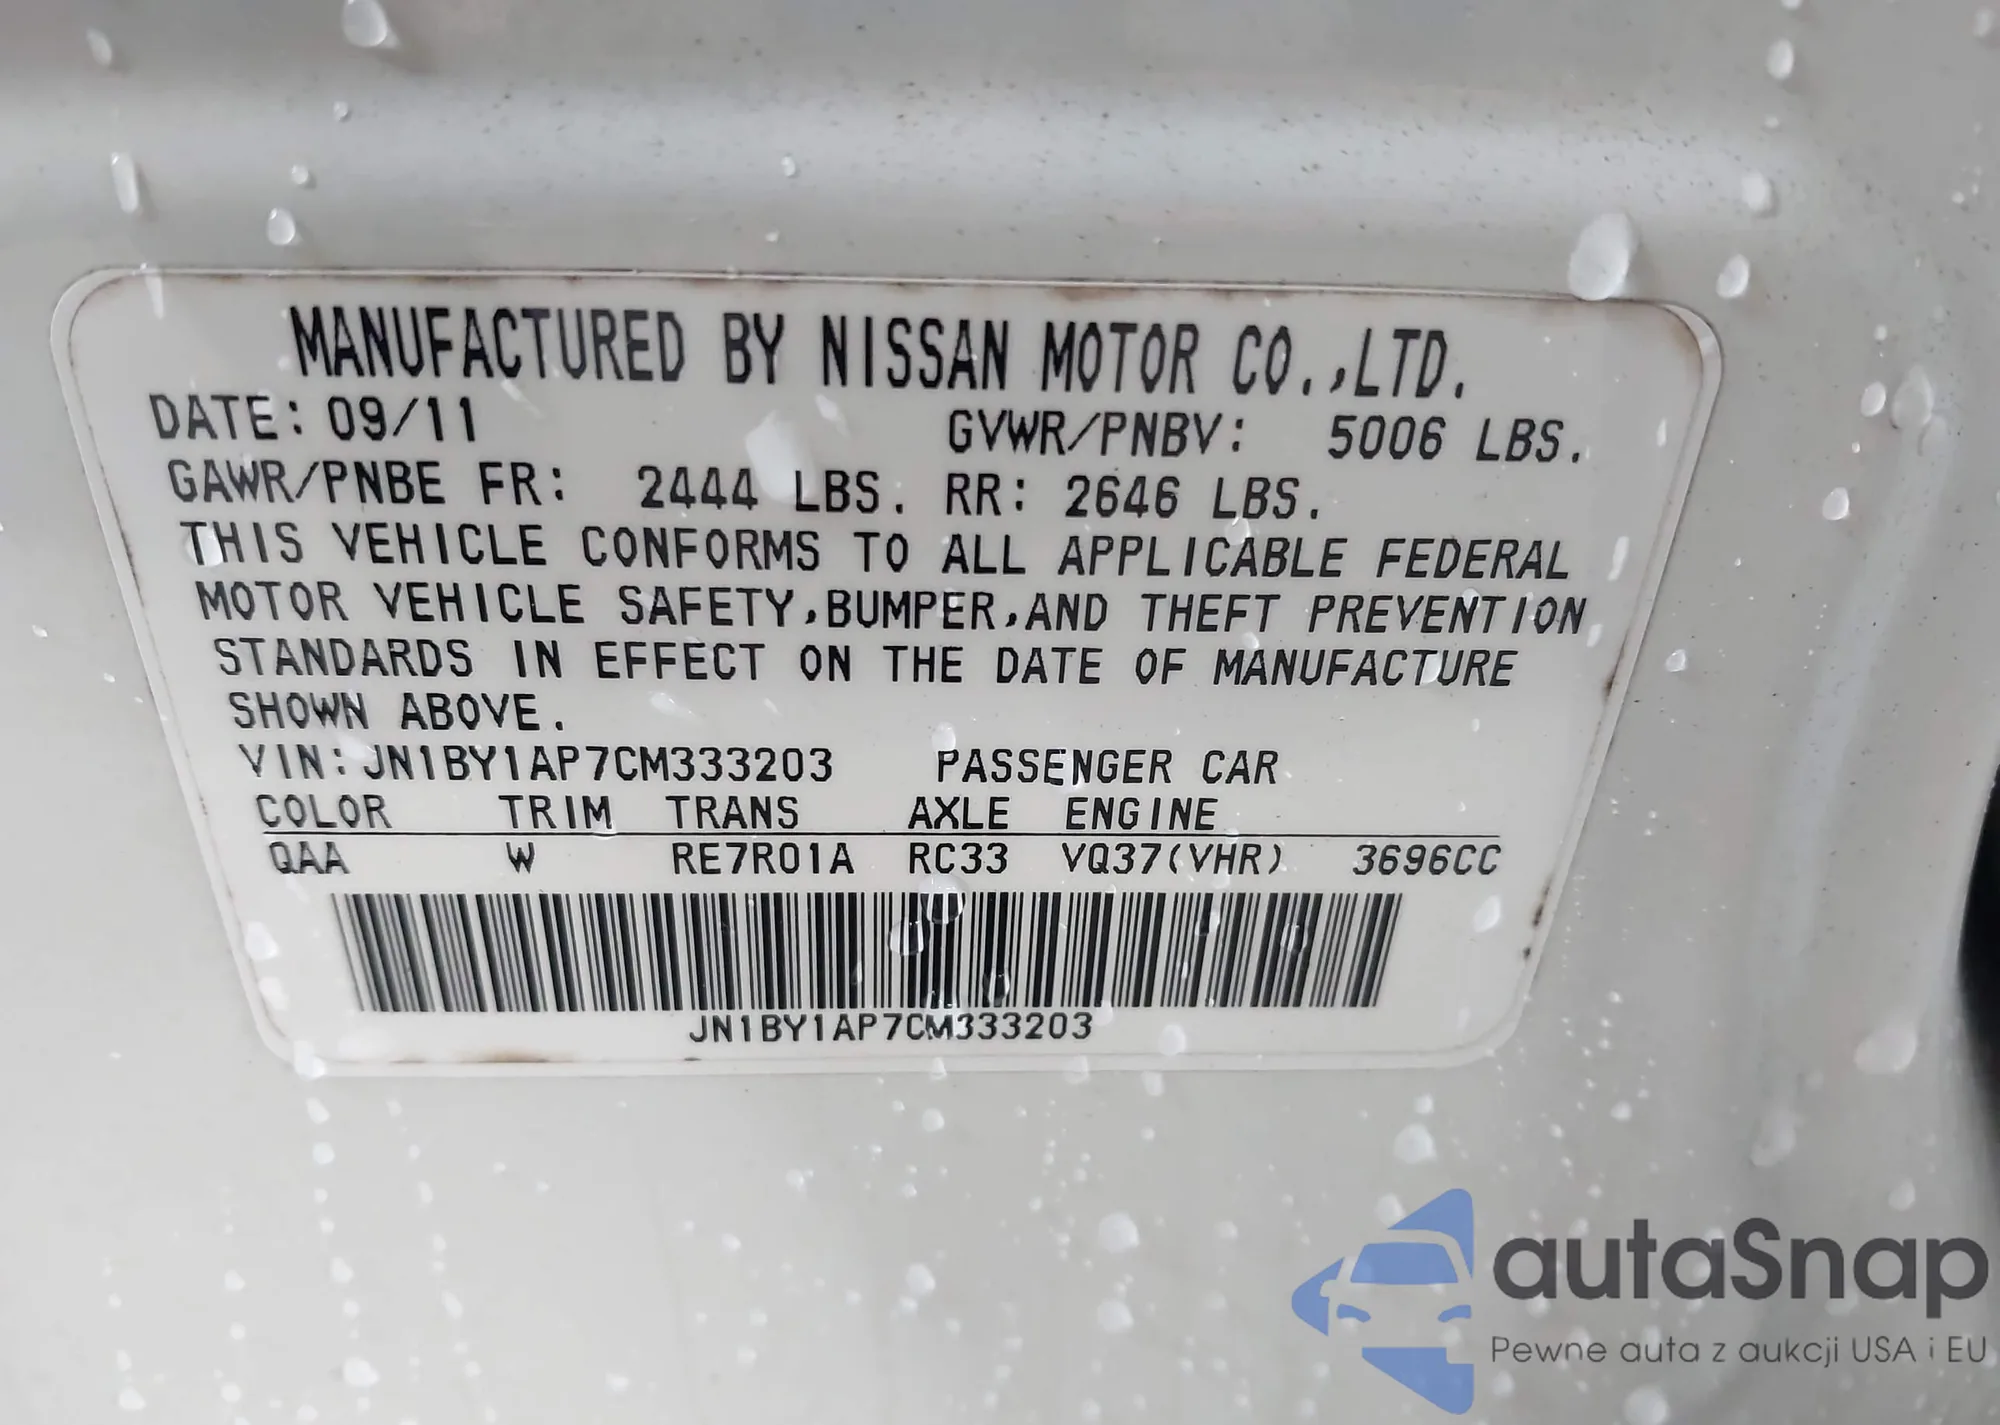 MANUFACTURED BY NISSAN MOTOR CO.,LTD.
DATE: 09/11 GVWR/PNBV: 5006 LBS.
GAWR/PNBE FR: 2444 LBS. RR: 2646 LBS.
THIS VEHICLE CONFORMS TO ALL APPLICABLE FEDERAL
MOTOR VEHICLE SAFETY,BUMPER,AND THEFT PREVENTION
STANDARDS IN EFFECT ON THE DATE OF MANUFACTURE
SHOWN ABOVE.
VIN: JN1BY1AP7CM333203 PASSENGER CAR
COLOR TRIM TRANS AXLE ENGINE
QAA W RE7R01A RC33 VQ37(VHR) 3696CC
JN1BY1AP7CM333203
autaSnap
Pewne auta z aukcji USA i EU